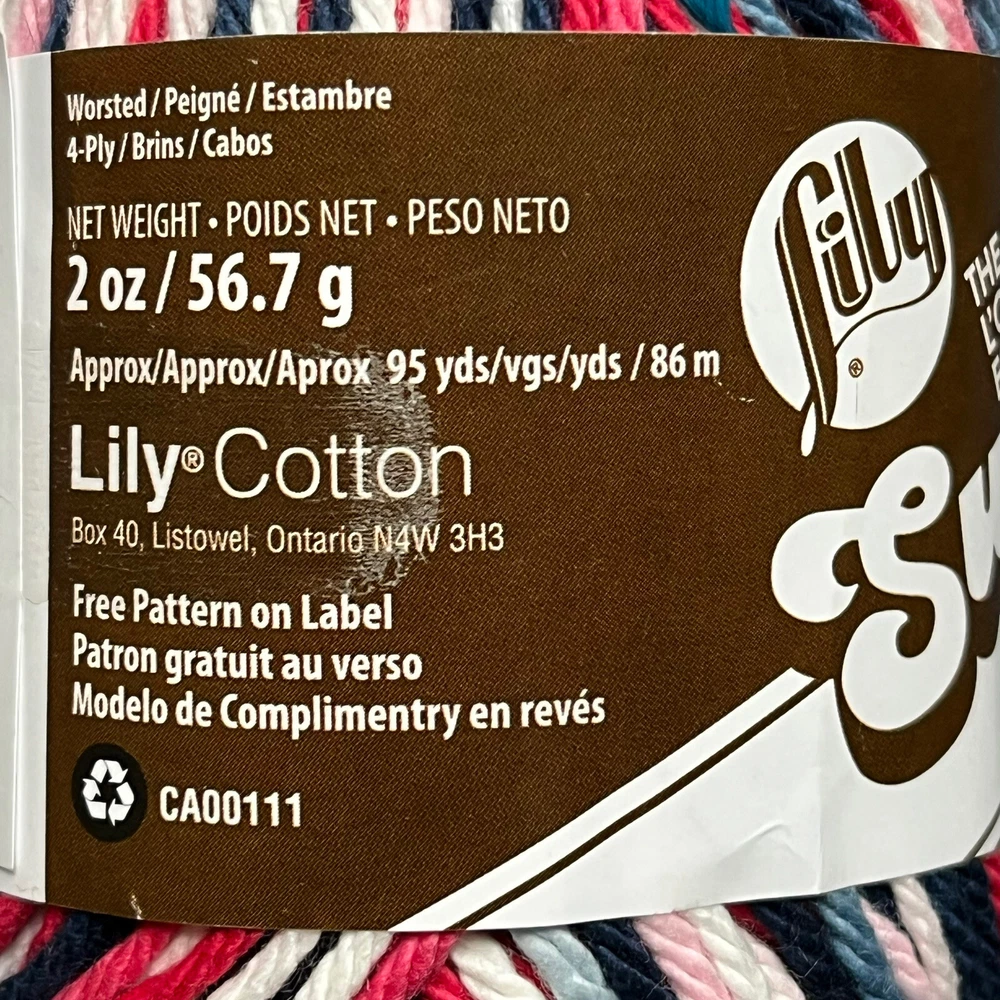 Worsted / Peigné / Estambre
4-Ply / Brins / Cabos
NET WEIGHT • POIDS NET • PESO NETO
2 oz / 56.7 g
Approx/Approx/Aprox 95 yds/vgs/yds / 86 m
Lily® Cotton
Box 40, Listowel, Ontario N4W 3H3
Free Pattern on Label
Patron gratuit au verso
Modelo de Complimentry en revés
CA00111
Lily
®
THE